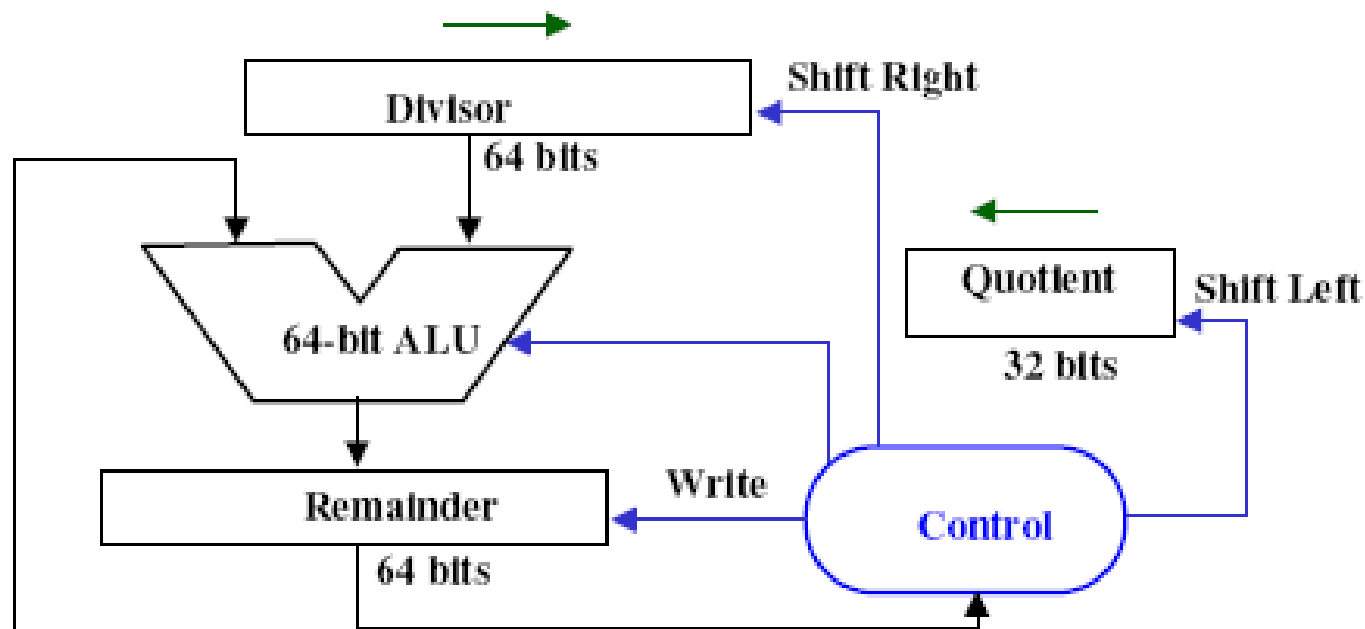 Shift Right
Divisor
64 bits
Quotient
Shift Left
64-bit ALU
32 bits
Write
Remainder
Control
64 bits